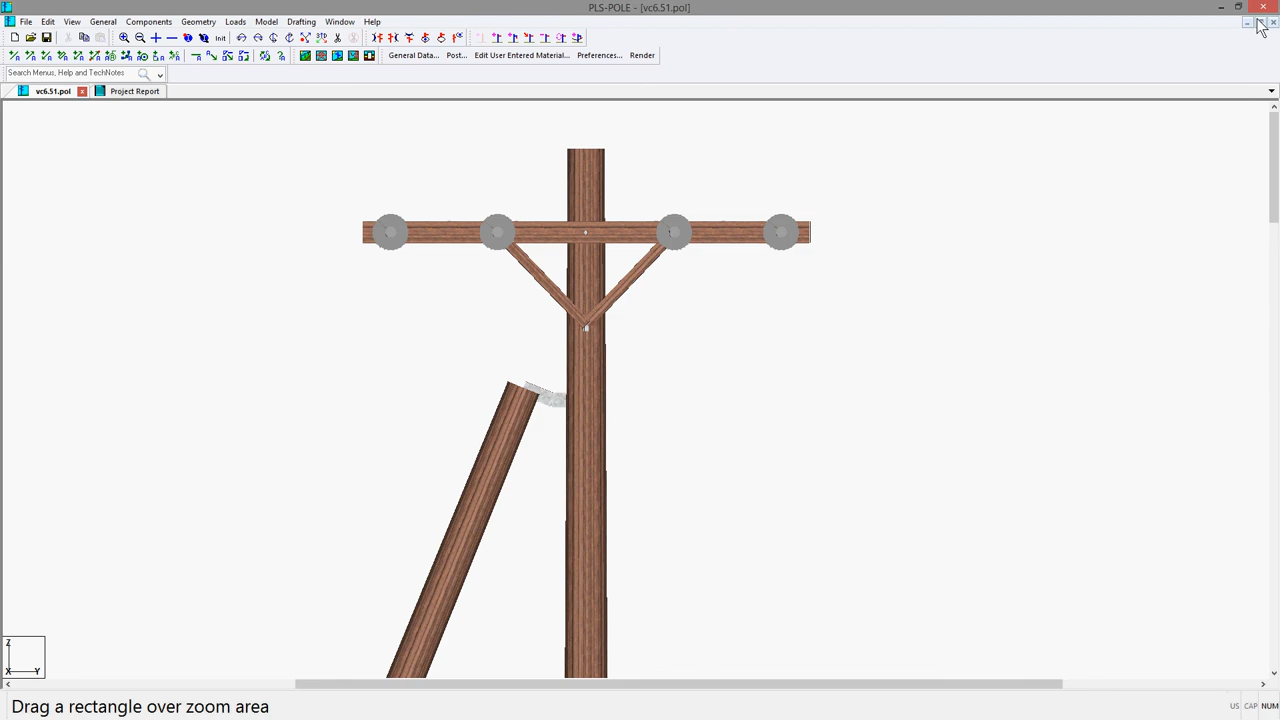 PLS-POLE - [vc6.51.pol]
File Edit View General Components Geometry Loads Model Drafting Window Help
Init
General Data... Post... Edit User Entered Material... Preferences... Render
Search Menus, Help and TechNotes
vc6.51.pol Project Report
Z
X Y
Drag a rectangle over zoom area US CAP NUM